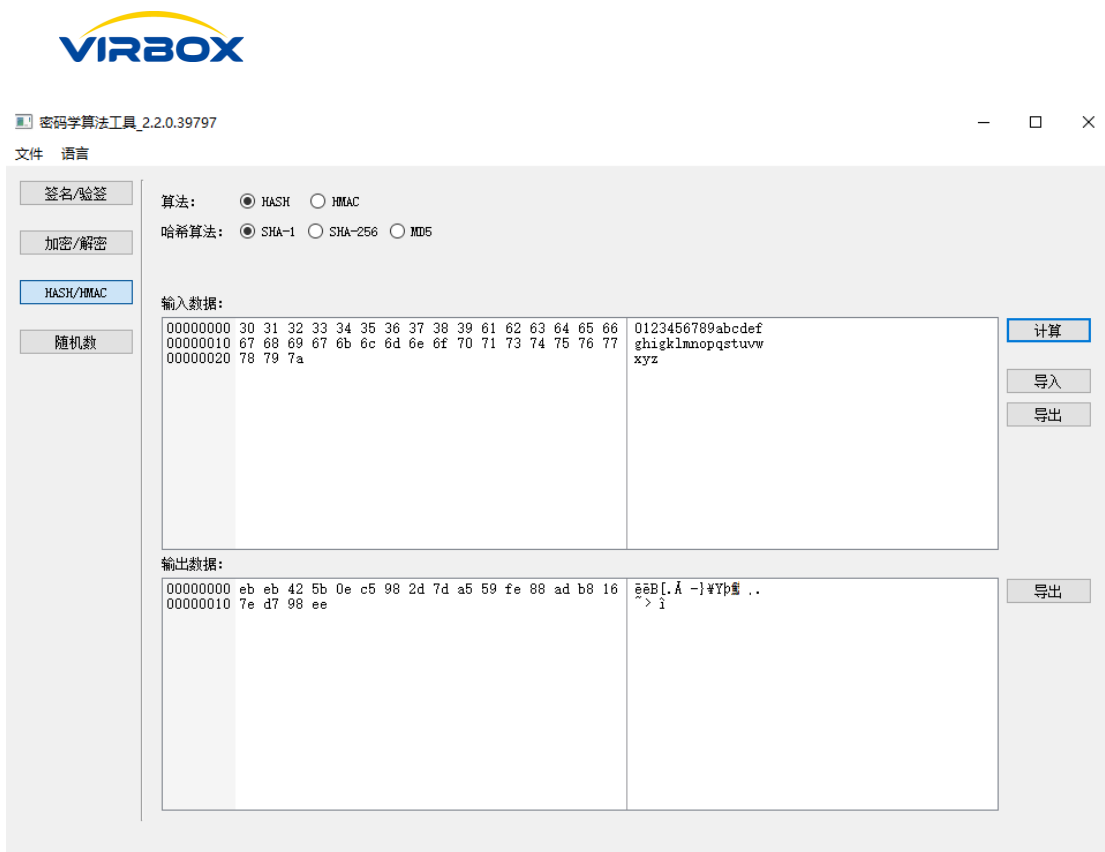 VIRBOX
密码学算法工具_2.2.0.39797
文件 语言
签名/验签
加密/解密
HASH/HMAC
随机数
算法: HASH HMAC
哈希算法: SHA-1 SHA-256 MD5
输入数据:
00000000 30 31 32 33 34 35 36 37 38 39 61 62 63 64 65 66 0123456789abcdef
00000010 67 68 69 67 6b 6c 6d 6e 6f 70 71 73 74 75 76 77 ghigklmnopqstuvw
00000020 78 79 7a xyz
计算
导入
导出
输出数据:
00000000 eb eb 42 5b 0e c5 98 2d 7d a5 59 fe 88 ad b8 16
00000010 7e d7 98 ee
导出